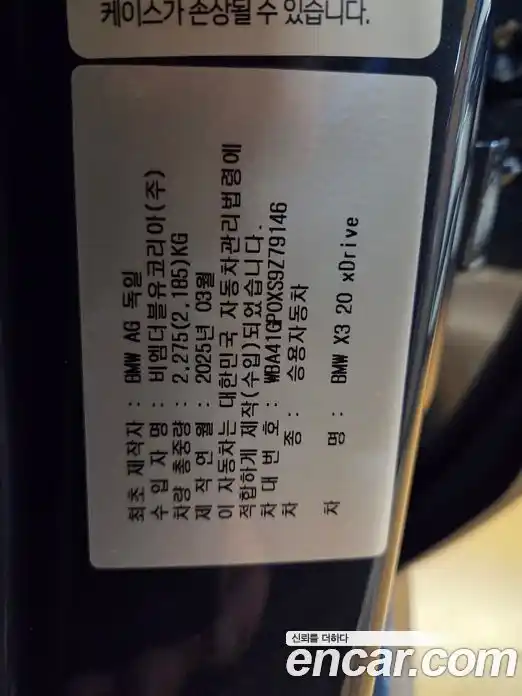 케이스가 손상될 수 있습니다.
최초 제작자 : BMW AG 독일
수 입 자 명 : 비엠더블유코리아(주)
차량 총중량 : 2,275(2,185)KG
제 작 연 월 : 2025년 03월
이 자동차는 대한민국 자동차관리법령에
적합하게 제작(수입)되었습니다.
차 대 번 호 : WBA41GP0XS9Z79146
차 종 : 승용자동차
차 명 : BMW X3 20 xDrive
신뢰를 더하다
encar.com